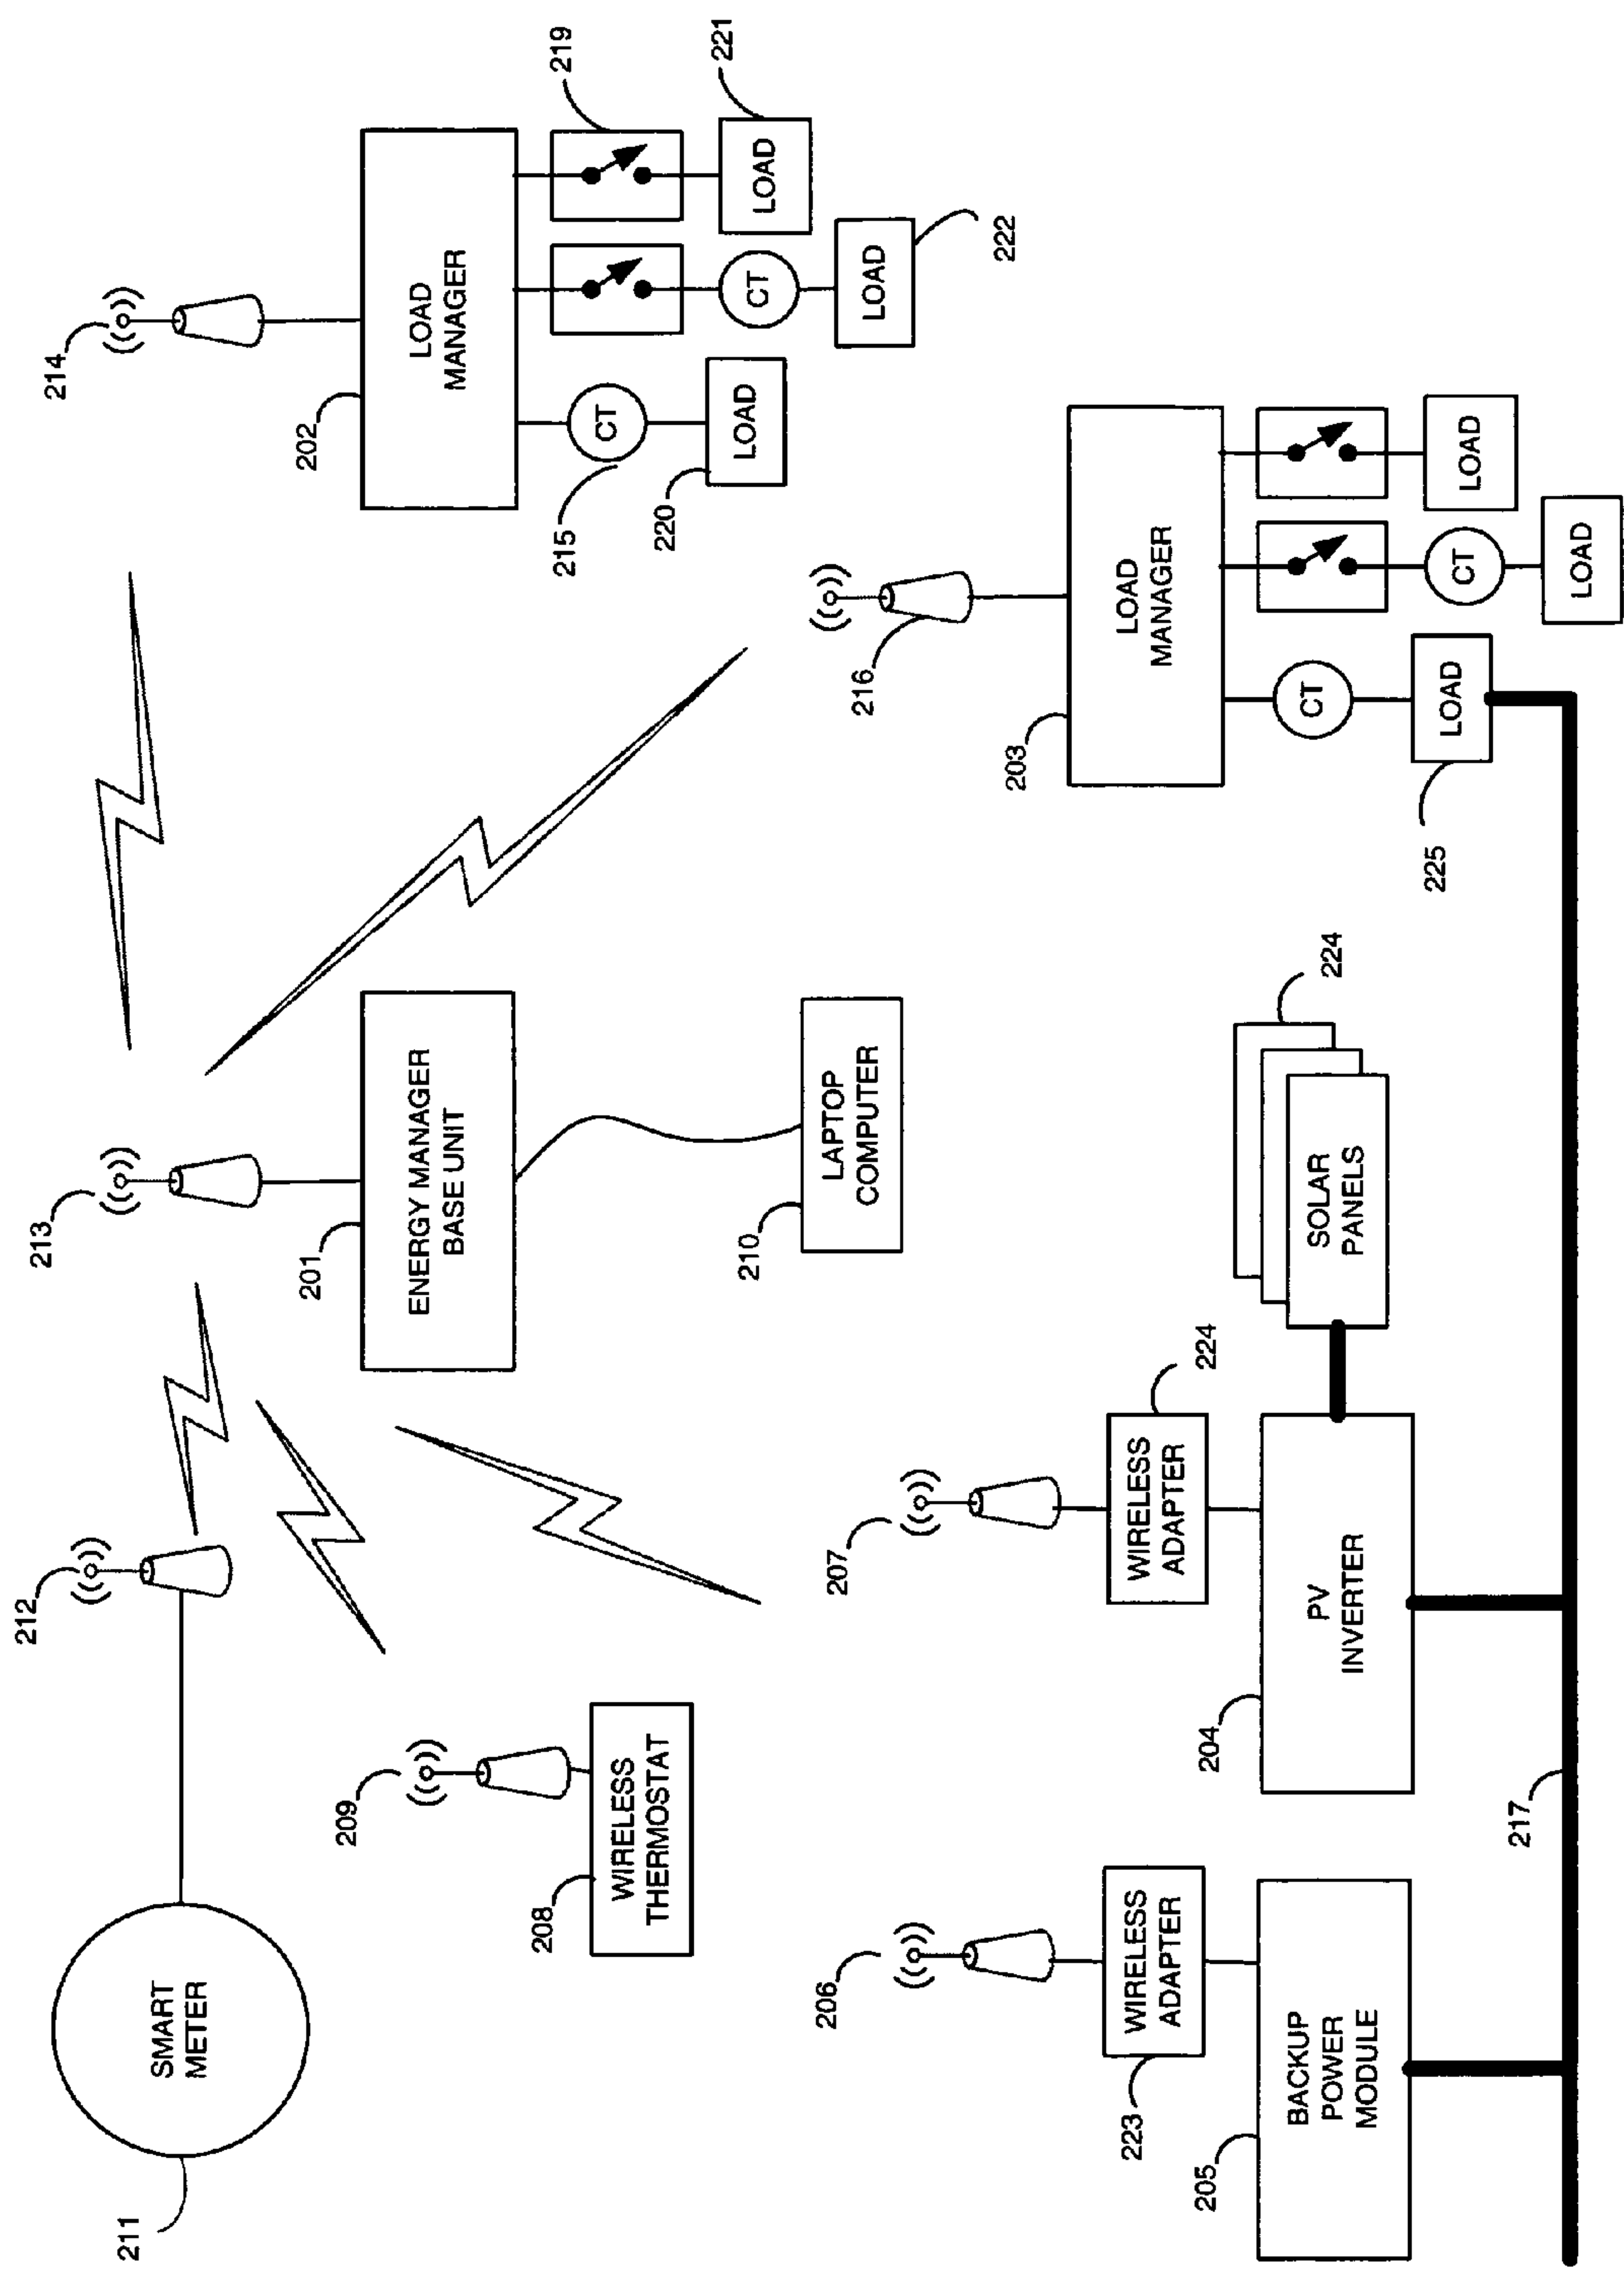 211
SMART
METER
212
213
214
209
208
WIRELESS
THERMOSTAT
201
ENERGY MANAGER
BASE UNIT
210
LAPTOP
COMPUTER
202
LOAD
MANAGER
215
CT
CT
219
220
LOAD
LOAD
222
LOAD
221
206
223
WIRELESS
ADAPTER
205
BACKUP
POWER
MODULE
207
224
WIRELESS
ADAPTER
204
PV
INVERTER
224
SOLAR
PANELS
217
216
203
LOAD
MANAGER
CT
CT
225
LOAD
LOAD
LOAD